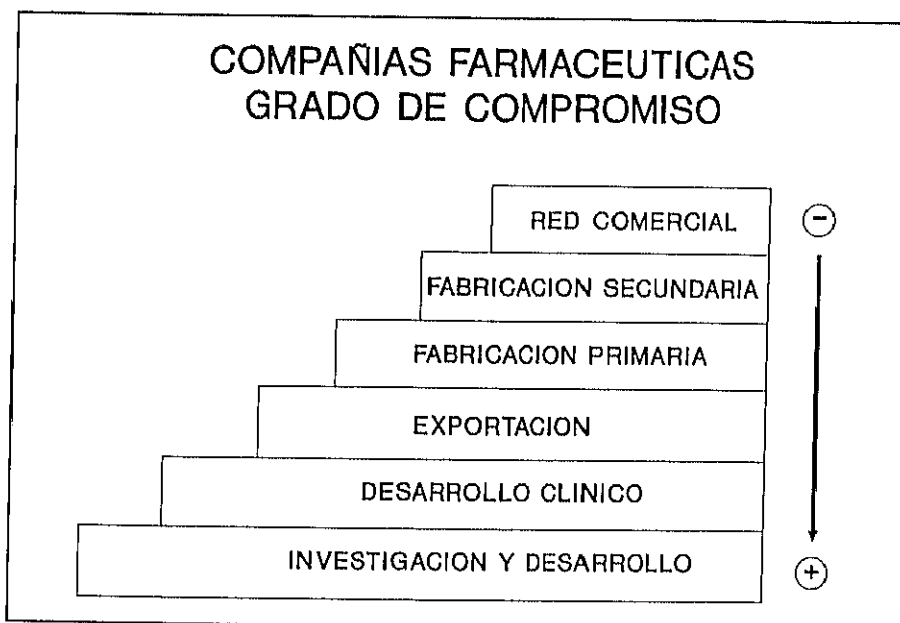 COMPAÑIAS FARMACEUTICAS
GRADO DE COMPROMISO
RED COMERCIAL
−
FABRICACION SECUNDARIA
FABRICACION PRIMARIA
EXPORTACION
DESARROLLO CLINICO
INVESTIGACION Y DESARROLLO
+